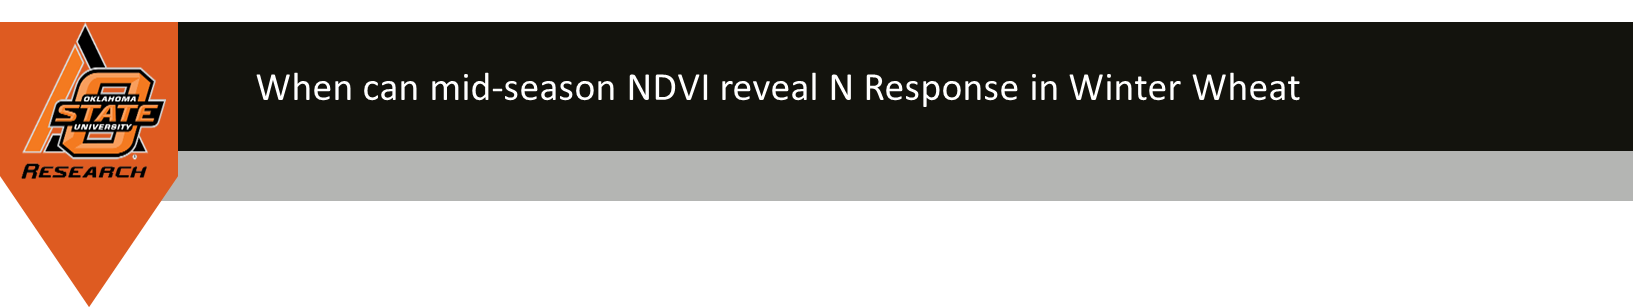 When can mid-season NDVI reveal N Response in Winter Wheat
OKLAHOMA
STATE
UNIVERSITY
RESEARCH